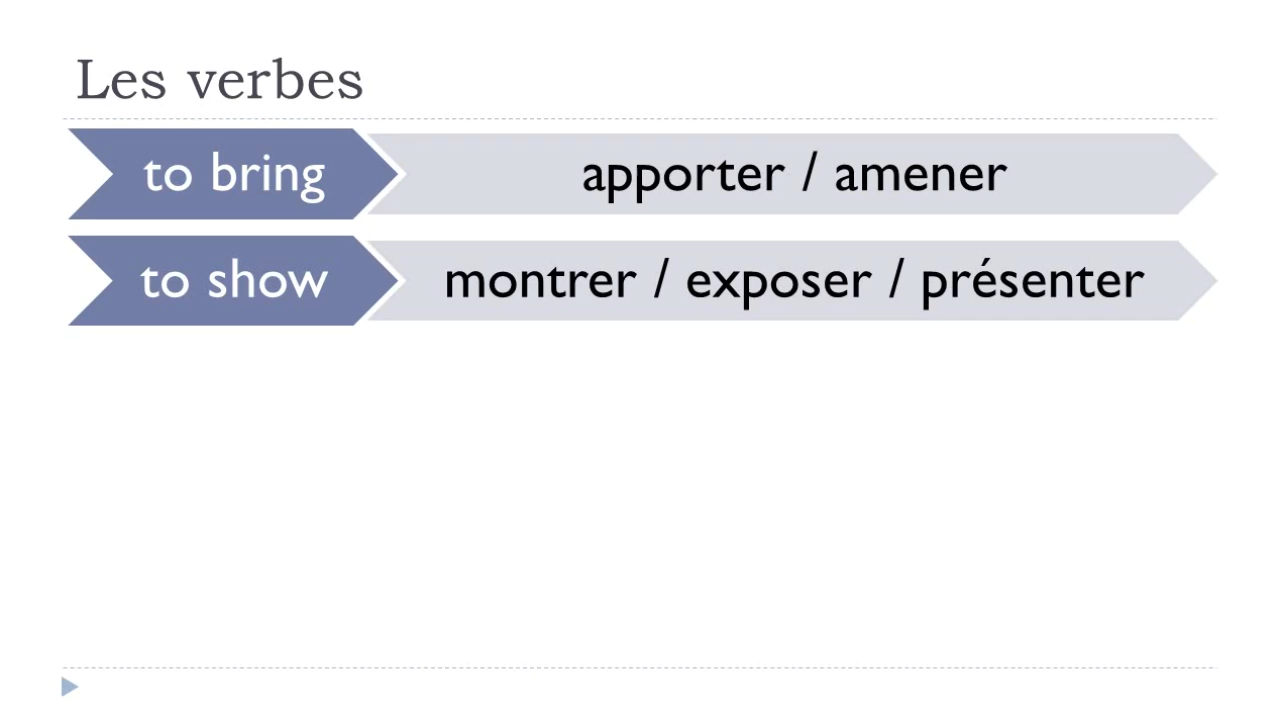 Les verbes
to bring
apporter / amener
to show
montrer / exposer / présenter